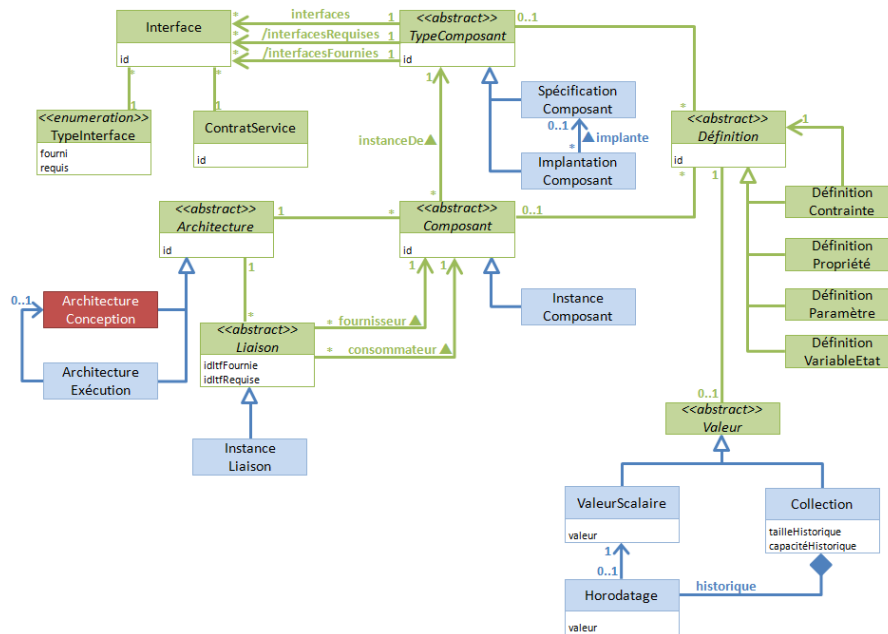 Interface
id
* interfaces 1
* /interfacesRequises 1
* /interfacesFournies 1
<<abstract>>
TypeComposant
id
0..1
* 1
* 1
<<enumeration>>
TypeInterface
fourni
requis
ContratService
id
1
instanceDe▲
*
Spécification
Composant
0..1
* ▲implante
Implantation
Composant
*
<<abstract>>
Définition
id
1
1
*
0..1
Définition
Contrainte
Définition
Propriété
Définition
Paramètre
Définition
VariableEtat
<<abstract>>
Architecture
id
1
*
<<abstract>>
Composant
id
1
1
1
*
0..1
Architecture
Conception
Architecture
Exécution
Instance
Composant
<<abstract>>
Liaison
idItfFournie
idItfRequise
* fournisseur▲
* consommateur▲
Instance
Liaison
0..1
<<abstract>>
Valeur
ValeurScalaire
valeur
Collection
tailleHistorique
capacitéHistorique
1
0..1
historique
Horodatage
valeur